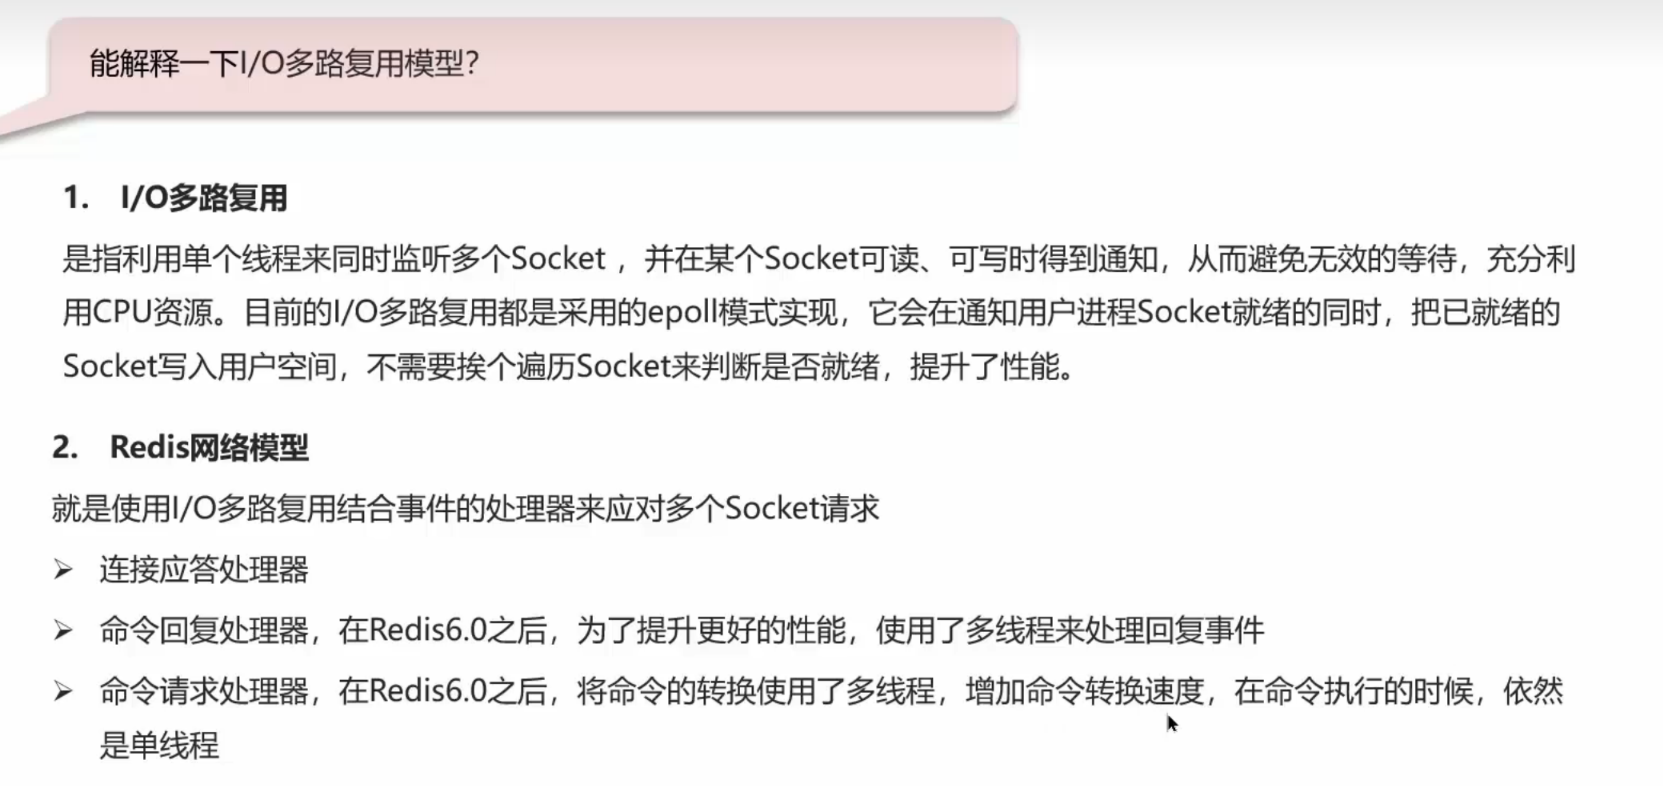 能解释一下I/O多路复用模型?
1. I/O多路复用
是指利用单个线程来同时监听多个Socket ，并在某个Socket可读、可写时得到通知，从而避免无效的等待，充分利
用CPU资源。目前的I/O多路复用都是采用的epoll模式实现，它会在通知用户进程Socket就绪的同时，把已就绪的
Socket写入用户空间，不需要挨个遍历Socket来判断是否就绪，提升了性能。
2. Redis网络模型
就是使用I/O多路复用结合事件的处理器来应对多个Socket请求
➢ 连接应答处理器
➢ 命令回复处理器，在Redis6.0之后，为了提升更好的性能，使用了多线程来处理回复事件
➢ 命令请求处理器，在Redis6.0之后，将命令的转换使用了多线程，增加命令转换速度，在命令执行的时候，依然
是单线程